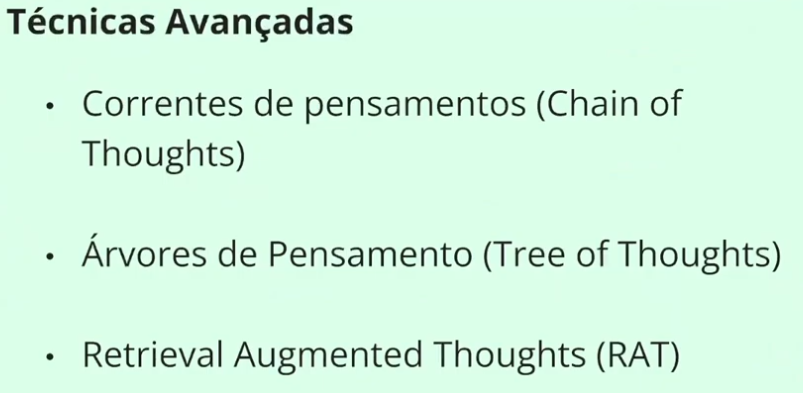 Técnicas Avançadas
• Correntes de pensamentos (Chain of
Thoughts)
• Árvores de Pensamento (Tree of Thoughts)
• Retrieval Augmented Thoughts (RAT)